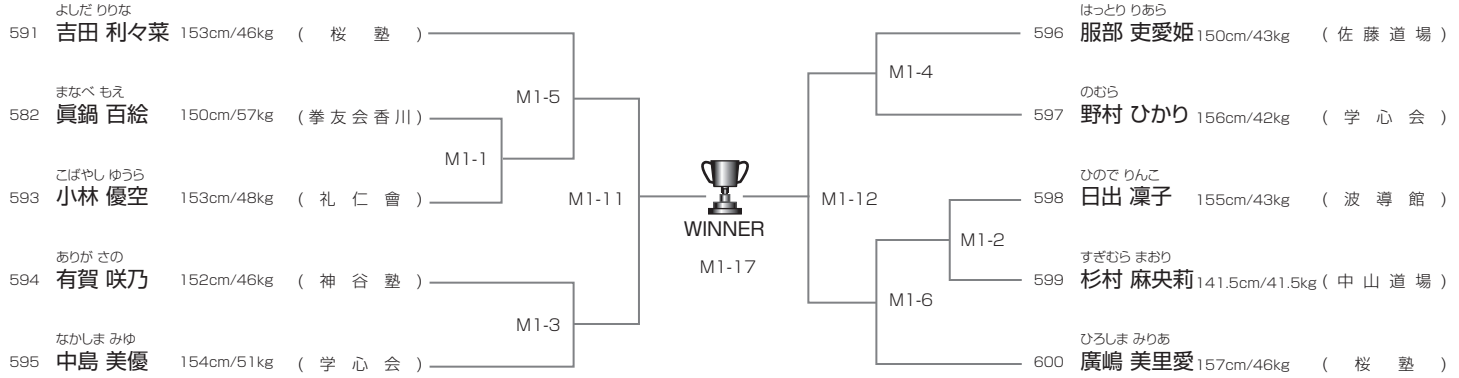 よしだ りりな
591 吉田 利々菜 153cm/46kg ( 桜 塾 )
まなべ もえ
582 眞鍋 百絵 150cm/57kg (拳友会香川)
こばやし ゆうら
593 小林 優空 153cm/48kg ( 礼 仁 會 )
ありが さの
594 有賀 咲乃 152cm/46kg ( 神 谷 塾 )
なかしま みゆ
595 中島 美優 154cm/51kg ( 学 心 会 )
M1-5
M1-1
M1-11
M1-3
WINNER
M1-17
M1-4
M1-12
M1-2
M1-6
はっとり りあら
596 服部 吏愛姫 150cm/43kg ( 佐 藤 道 場 )
のむら
597 野村 ひかり 156cm/42kg ( 学 心 会 )
ひので りんこ
598 日出 凜子 155cm/43kg ( 波 導 館 )
すぎむら まおり
599 杉村 麻央莉 141.5cm/41.5kg ( 中 山 道 場 )
ひろしま みりあ
600 廣嶋 美里愛 157cm/46kg ( 桜 塾 )